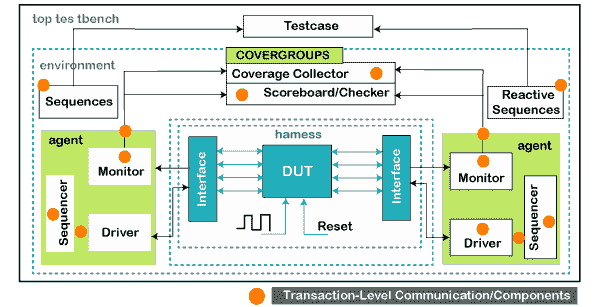 top tes tbench
Testcase
environment
COVERGROUPS
Coverage Collector
Scoreboard/Checker
Sequences
Reactive
Sequences
agent
Monitor
Sequencer
Driver
hamess
Interface
DUT
Interface
Reset
agent
Monitor
Driver
Sequencer
Transaction-Level Communication/Components